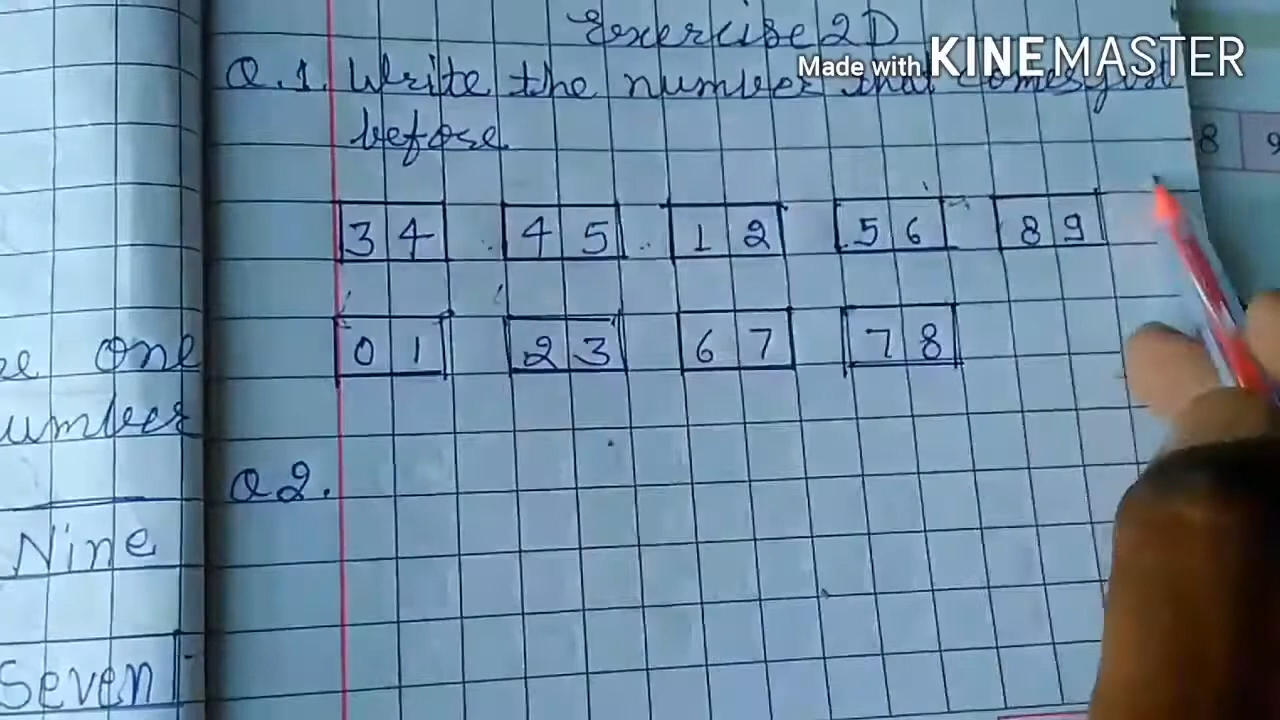 Exercise 2D
Made with KINEMASTER
Q.1. Write the number that comes just
before
8 9
3 4 4 5 1 2 5 6 8 9
0 1 2 3 6 7 7 8
one
umber
Q2.
Nine
Seven